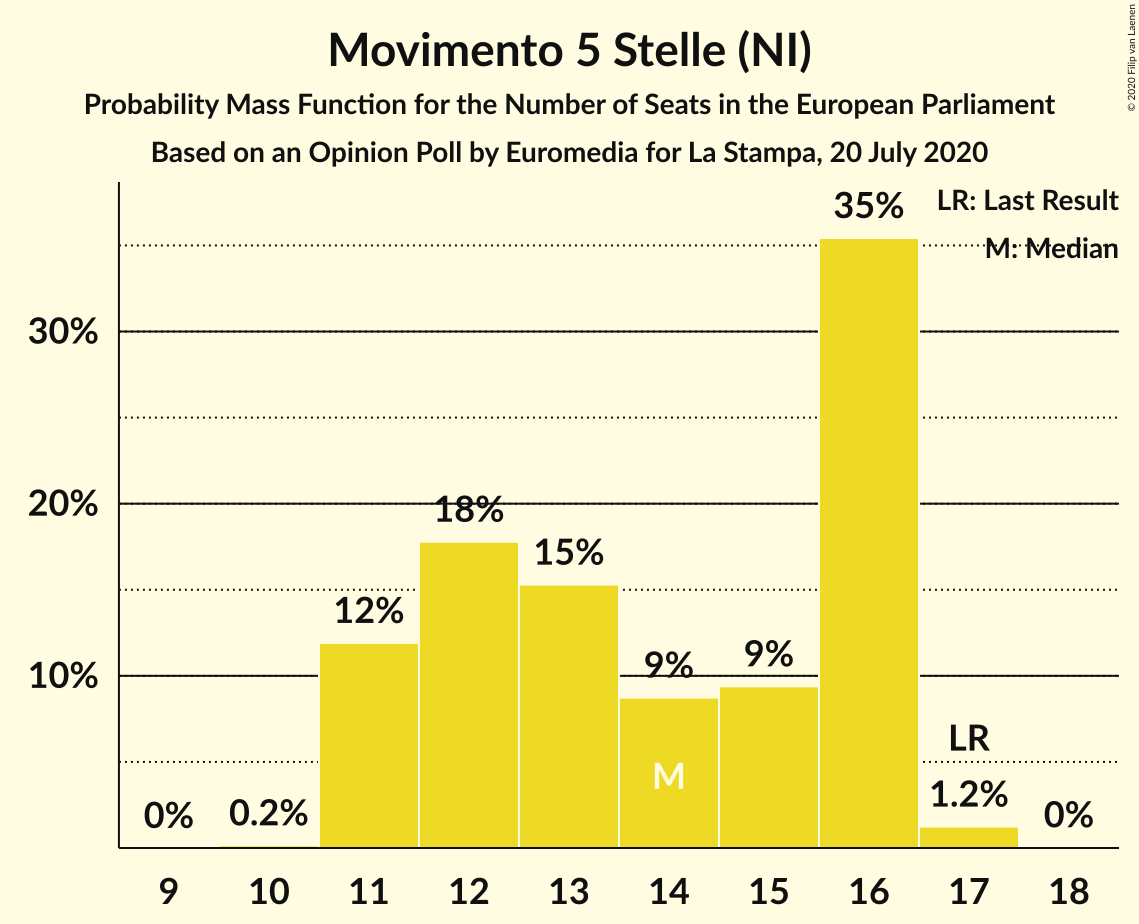 Movimento 5 Stelle (NI)
Probability Mass Function for the Number of Seats in the European Parliament
Based on an Opinion Poll by Euromedia for La Stampa, 20 July 2020
© 2020 Filip van Laenen
LR: Last Result
M: Median
30%
20%
10%
0%
0.2%
12%
18%
15%
9%
9%
35%
1.2%
0%
M
LR
9 10 11 12 13 14 15 16 17 18